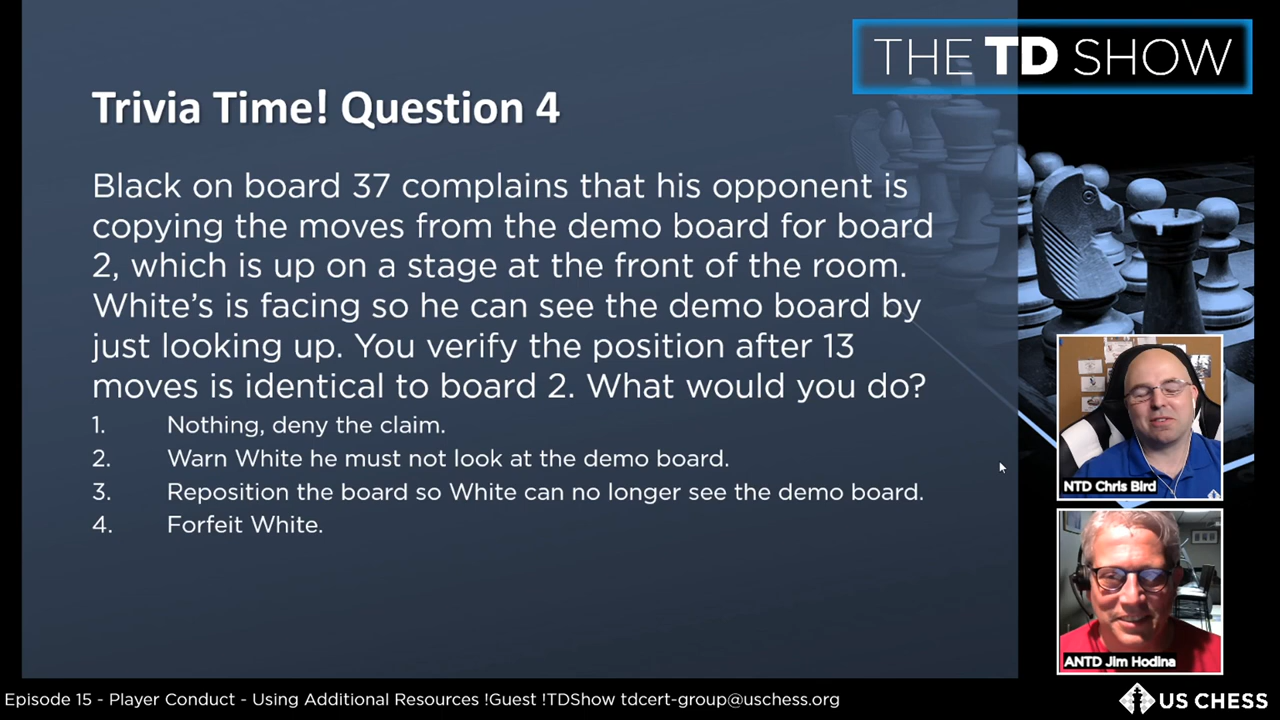 THE TD SHOW
Trivia Time! Question 4
Black on board 37 complains that his opponent is
copying the moves from the demo board for board
2, which is up on a stage at the front of the room.
White's is facing so he can see the demo board by
just looking up. You verify the position after 13
moves is identical to board 2. What would you do?
1. Nothing, deny the claim.
2. Warn White he must not look at the demo board.
3. Reposition the board so White can no longer see the demo board.
4. Forfeit White.
NTD Chris Bird
ANTD Jim Hodina
Episode 15 - Player Conduct - Using Additional Resources !Guest !TDShow tdcert-group@uschess.org
US CHESS